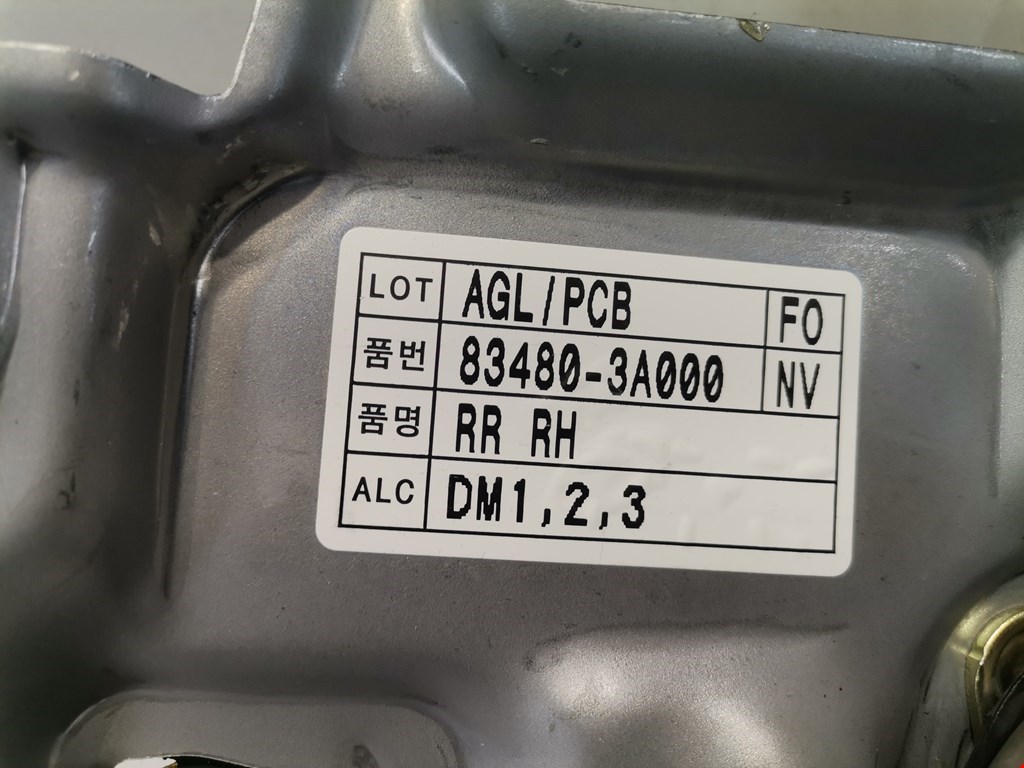 LOT AGL/PCB FO
품번 83480-3A000 NV
품명 RR RH
ALC DM1,2,3